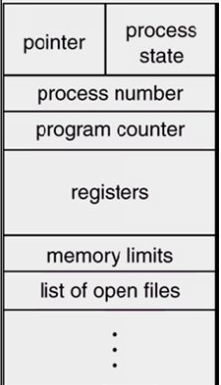 pointer
process
state
process number
program counter
registers
memory limits
list of open files